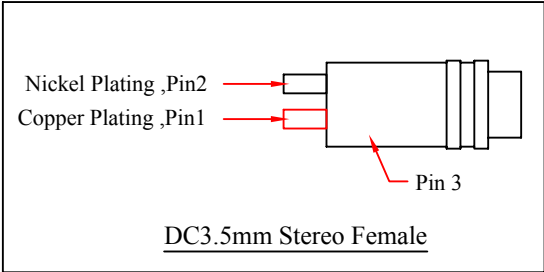 Nickel Plating ,Pin2
Copper Plating ,Pin1
Pin 3
DC3.5mm Stereo Female